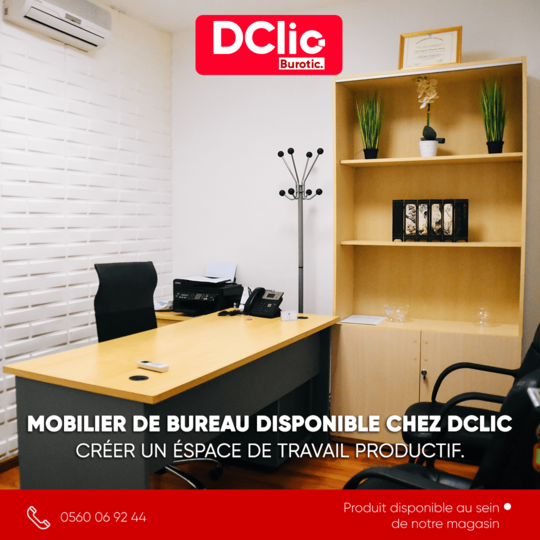 DClic
Burotic.
MOBILIER DE BUREAU DISPONIBLE CHEZ DCLIC
CRÉER UN ÉSPACE DE TRAVAIL PRODUCTIF.
0560 06 92 44
Produit disponible au sein
de notre magasin